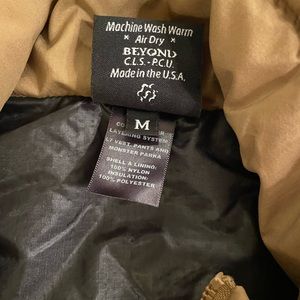 Machine Wash Warm
Air Dry
BEYOND
C.L.S.-P.C.U.
Made in the U.S.A.
M
LAYERING SYSTEM
L7 VEST, PANTS AND
MONSTER PARKA
SHELL & LINING:
100% NYLON
INSULATION:
100% POLYESTER